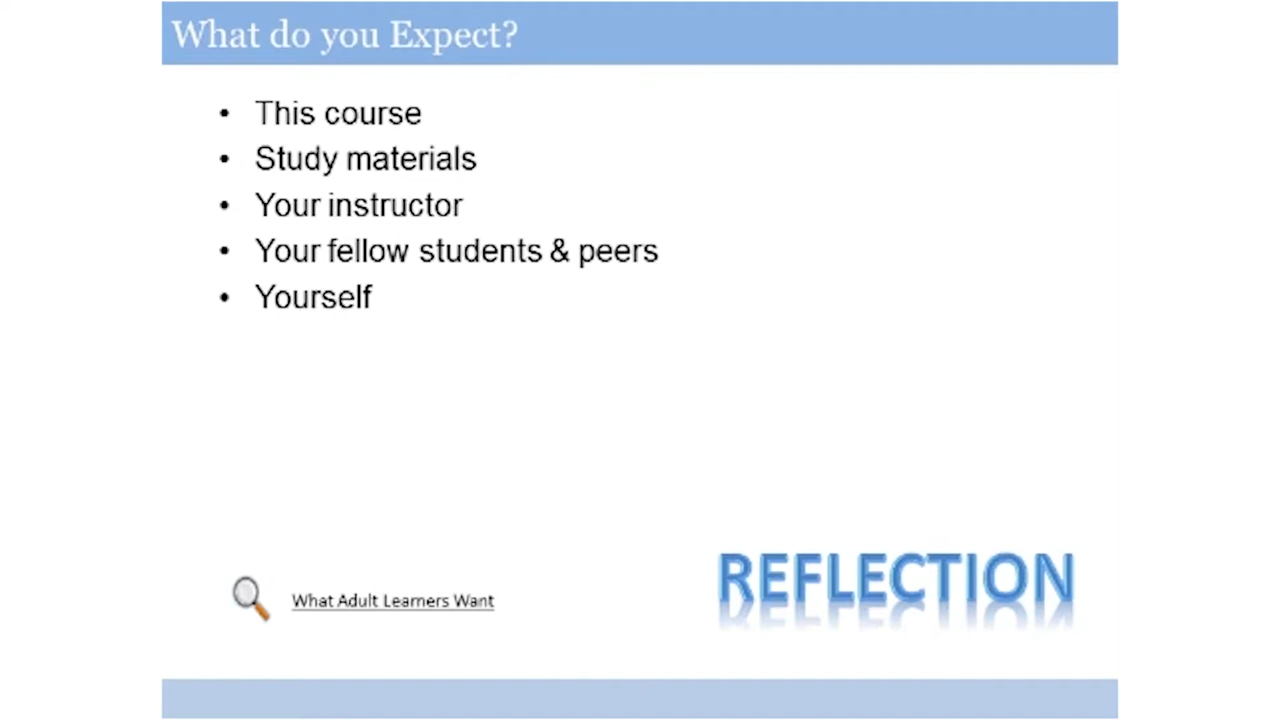 What do you Expect?
• This course
• Study materials
• Your instructor
• Your fellow students & peers
• Yourself
What Adult Learners Want
REFLECTION